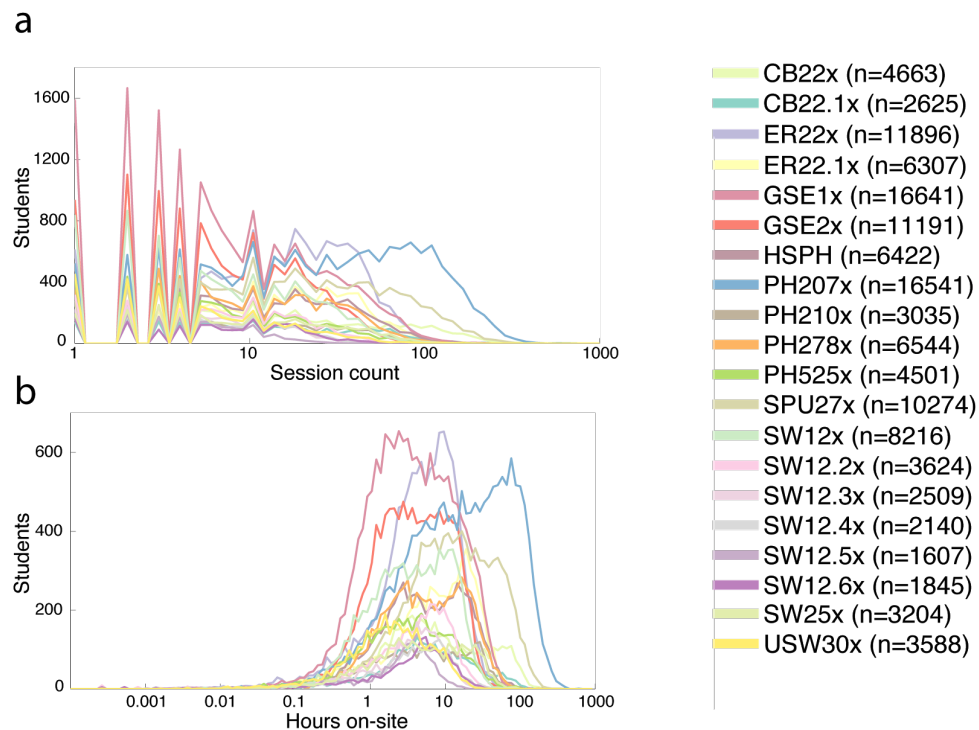 a
1600
1200
800
400
0
Students
1
10
100
1000
Session count
b
600
400
200
0
Students
0.001
0.01
0.1
1
10
100
1000
Hours on-site
CB22x (n=4663)
CB22.1x (n=2625)
ER22x (n=11896)
ER22.1x (n=6307)
GSE1x (n=16641)
GSE2x (n=11191)
HSPH (n=6422)
PH207x (n=16541)
PH210x (n=3035)
PH278x (n=6544)
PH525x (n=4501)
SPU27x (n=10274)
SW12x (n=8216)
SW12.2x (n=3624)
SW12.3x (n=2509)
SW12.4x (n=2140)
SW12.5x (n=1607)
SW12.6x (n=1845)
SW25x (n=3204)
USW30x (n=3588)